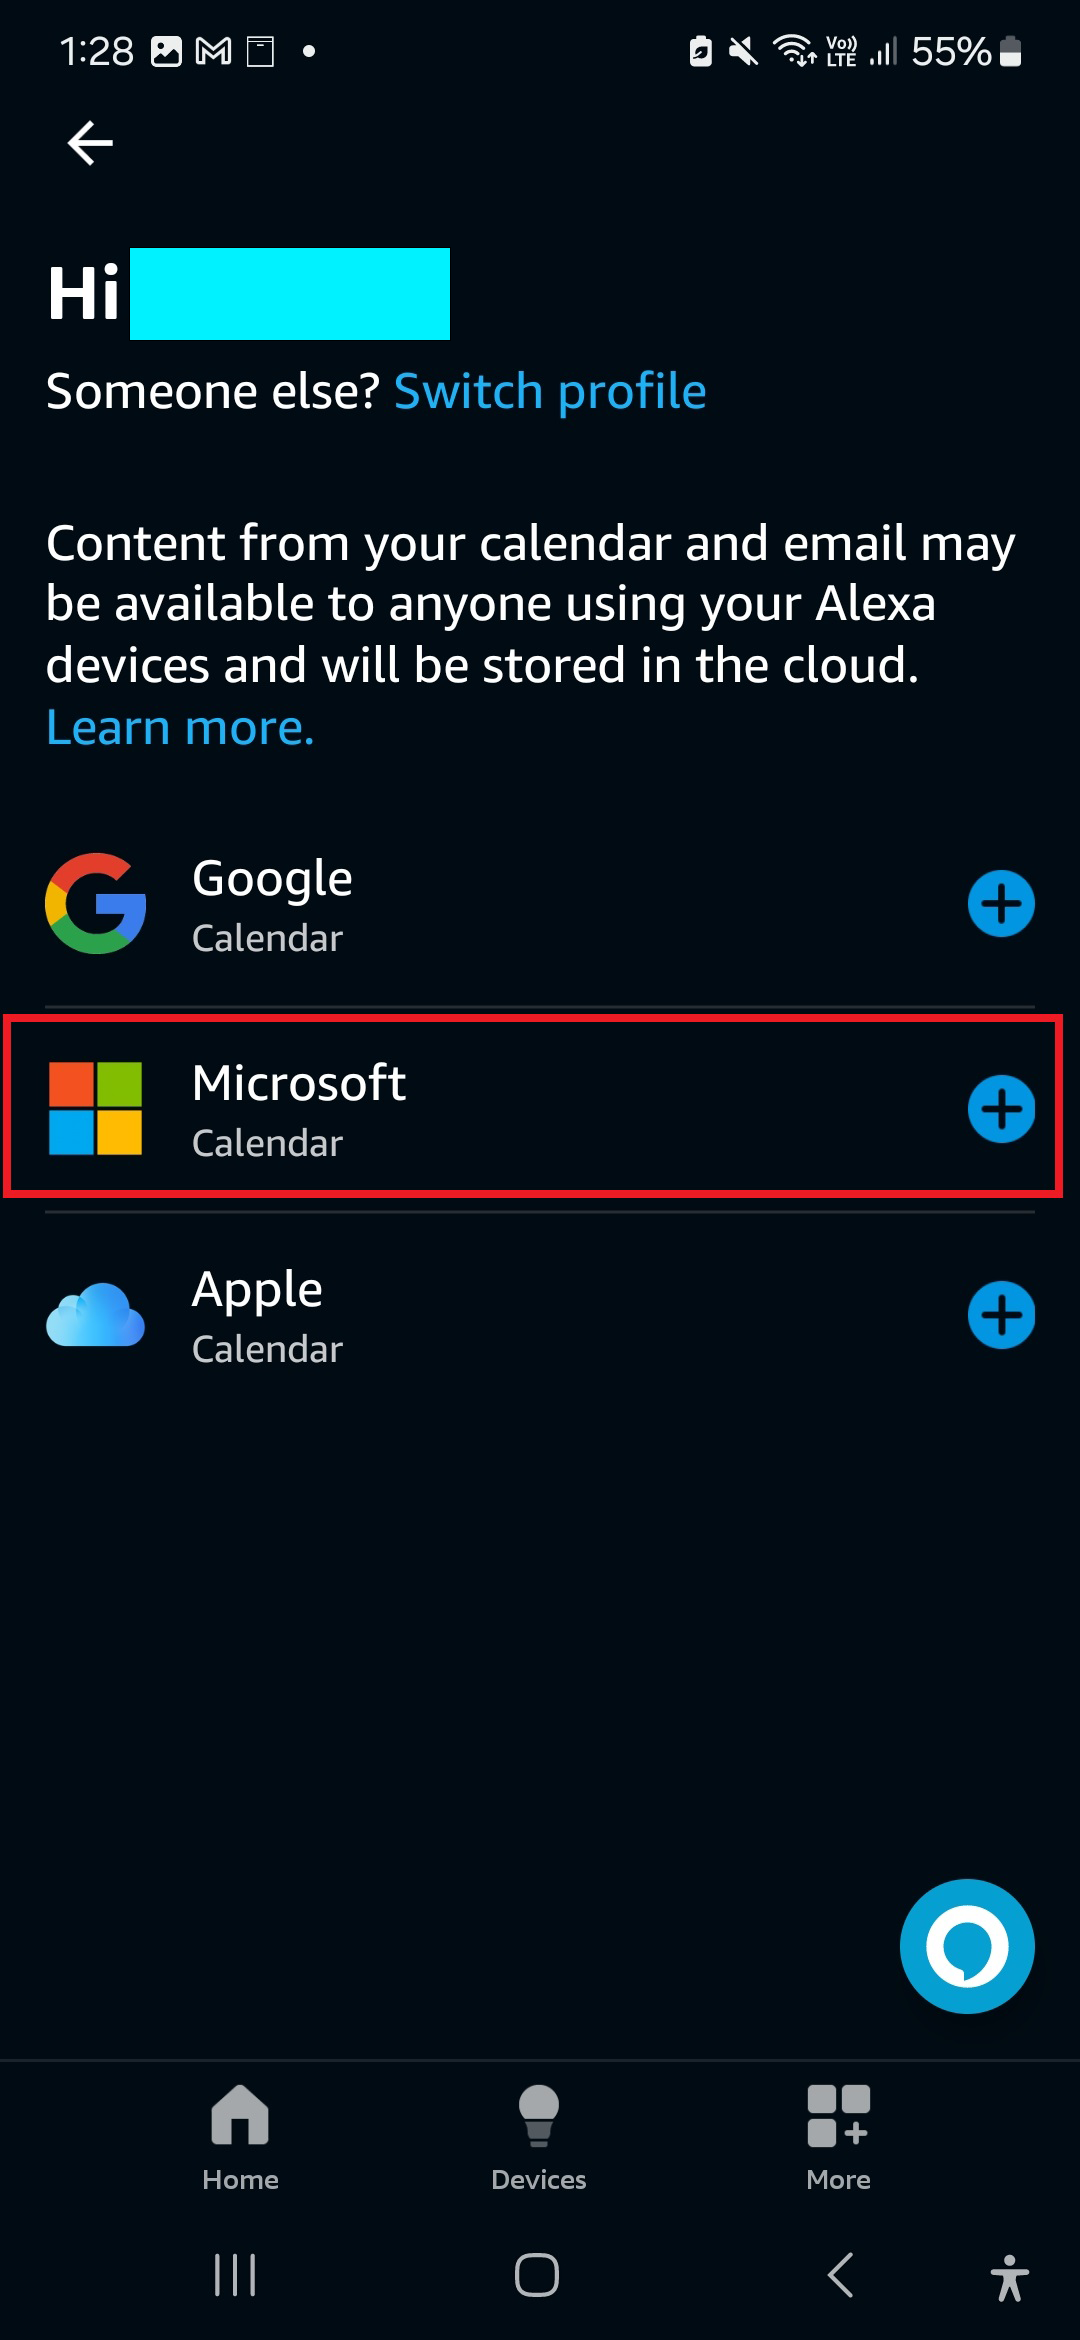 1:28 Vo)) LTE 55%
Hi
Someone else? Switch profile
Content from your calendar and email may
be available to anyone using your Alexa
devices and will be stored in the cloud.
Learn more.
Google
Calendar
Microsoft
Calendar
Apple
Calendar
Home Devices More